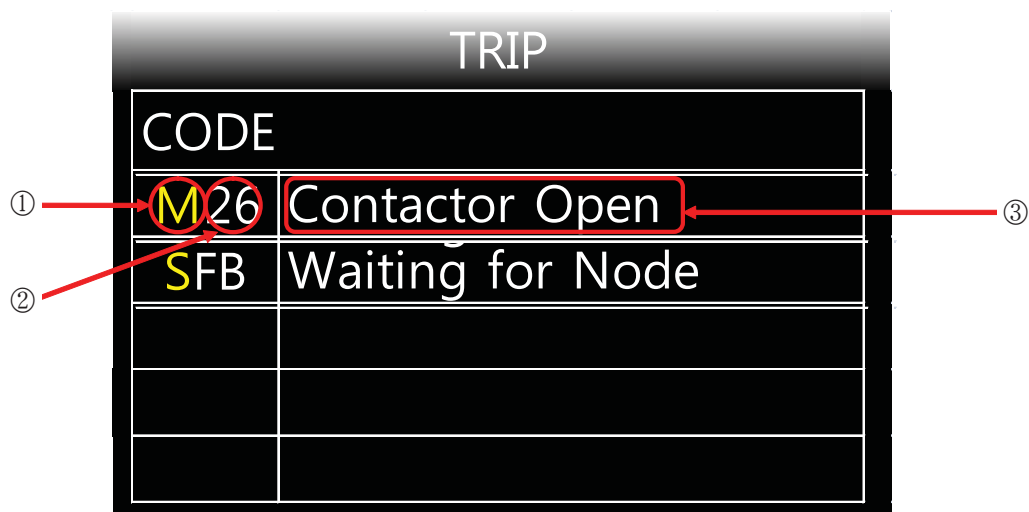 TRIP
CODE
① M26 Contactor Open ③
② SFB Waiting for Node